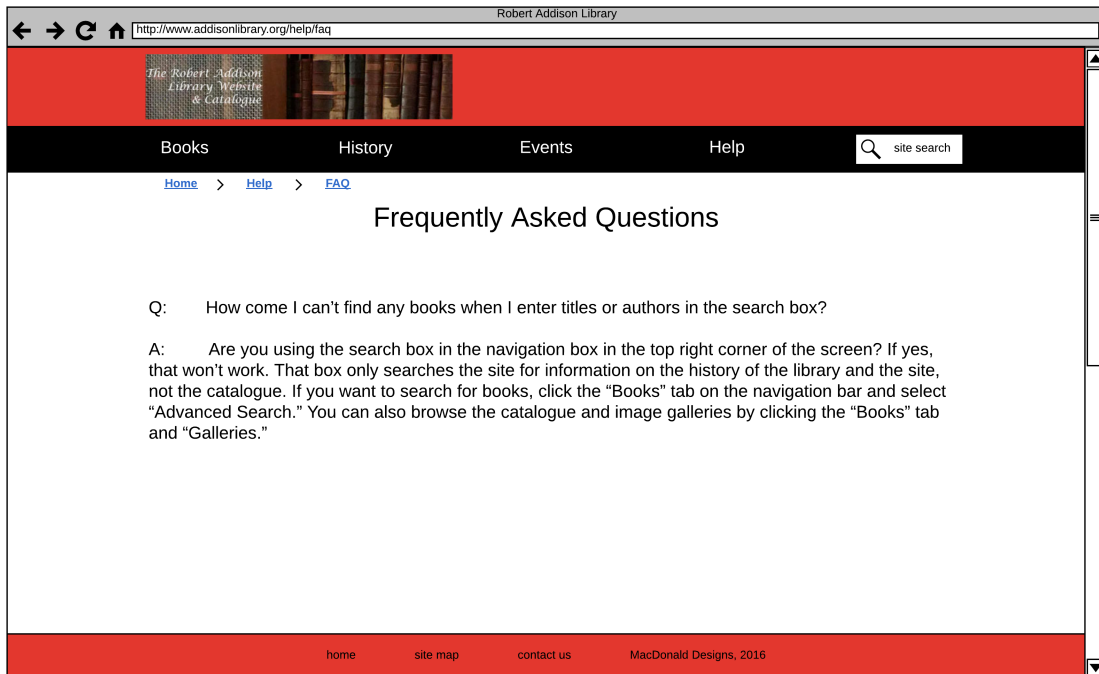 Robert Addison Library
http://www.addisonlibrary.org/help/faq
The Robert Addison
Library Website
& Catalogue
Books History Events Help site search
Home > Help > FAQ
Frequently Asked Questions
Q: How come I can’t find any books when I enter titles or authors in the search box?
A: Are you using the search box in the navigation box in the top right corner of the screen? If yes,
that won’t work. That box only searches the site for information on the history of the library and the site,
not the catalogue. If you want to search for books, click the “Books” tab on the navigation bar and select
“Advanced Search.” You can also browse the catalogue and image galleries by clicking the “Books” tab
and “Galleries.”
home site map contact us MacDonald Designs, 2016